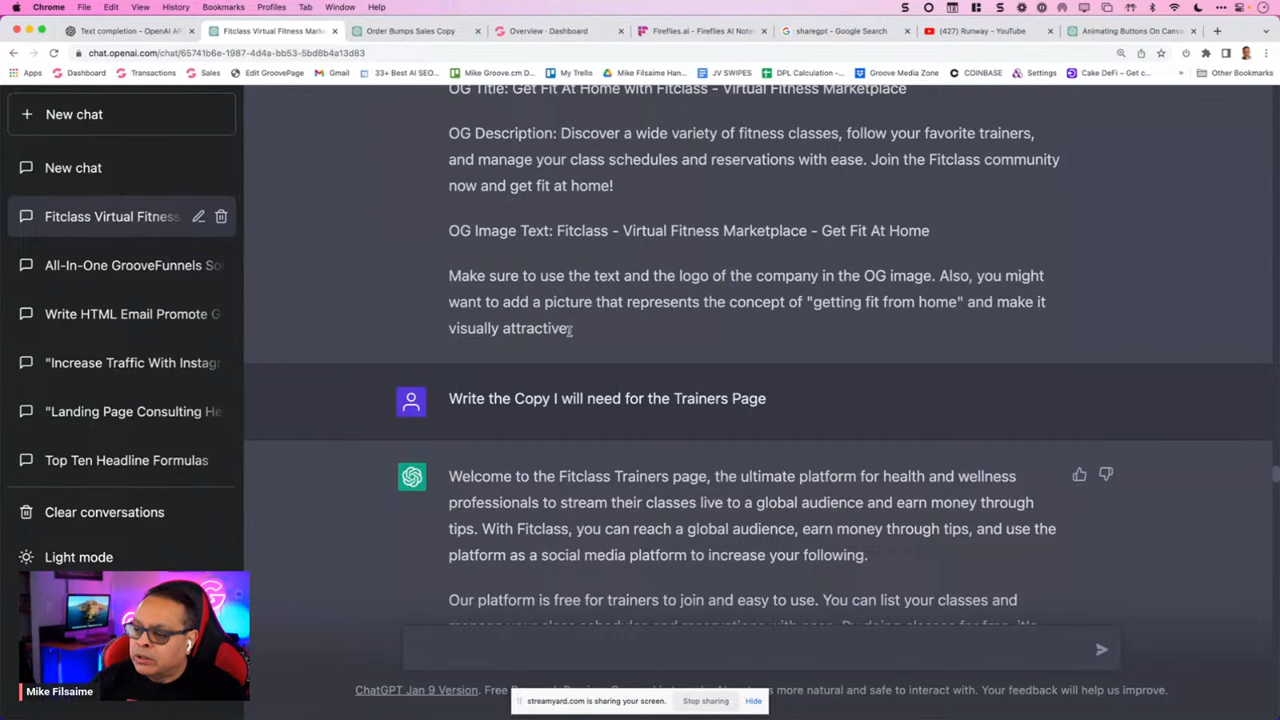 Chrome File Edit View History Bookmarks Profiles Tab Window Help
Text completion - OpenAI AP
Fitclass Virtual Fitness Mark
Order Bumps Sales Copy
Overview · Dashboard
Fireflies.ai - Fireflies AI Note
sharegpt - Google Search
(427) Runway - YouTube
Animating Buttons On Canv
chat.openai.com/chat/65741b6e-1987-4d4a-bb53-5bd8b4a13d83
Apps Dashboard Transactions Sales Edit GroovePage Gmail 33+ Best AI SEO... Mike Groove.cm D... My Trello Mike Filsaime Han... JV SWIPES DPL Calculation -... Groove Media Zone COINBASE Settings Cake DeFi – Get c... » Other Bookmarks
New chat
New chat
Fitclass Virtual Fitness
All-In-One GrooveFunnels So
Write HTML Email Promote G
"Increase Traffic With Instagr
"Landing Page Consulting He
Top Ten Headline Formulas
Clear conversations
Light mode
Mike Filsaime
OG Title: Get Fit At Home with Fitclass - Virtual Fitness Marketplace
OG Description: Discover a wide variety of fitness classes, follow your favorite trainers,
and manage your class schedules and reservations with ease. Join the Fitclass community
now and get fit at home!
OG Image Text: Fitclass - Virtual Fitness Marketplace - Get Fit At Home
Make sure to use the text and the logo of the company in the OG image. Also, you might
want to add a picture that represents the concept of "getting fit from home" and make it
visually attractive.
Write the Copy I will need for the Trainers Page
Welcome to the Fitclass Trainers page, the ultimate platform for health and wellness
professionals to stream their classes live to a global audience and earn money through
tips. With Fitclass, you can reach a global audience, earn money through tips, and use the
platform as a social media platform to increase your following.
Our platform is free for trainers to join and easy to use. You can list your classes and
manage your class schedules and reservations with ease. By doing classes for free, it's
ChatGPT Jan 9 Version. Free
more natural and safe to interact with. Your feedback will help us improve.
streamyard.com is sharing your screen. Stop sharing Hide